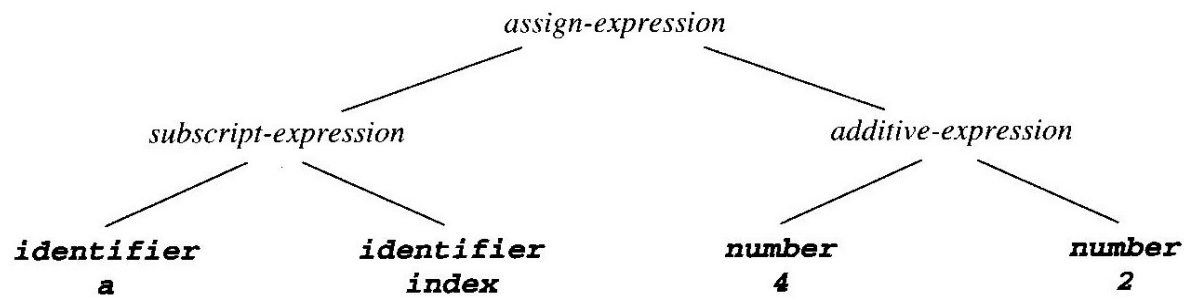 assign-expression
subscript-expression additive-expression
identifier identifier number number
a index 4 2